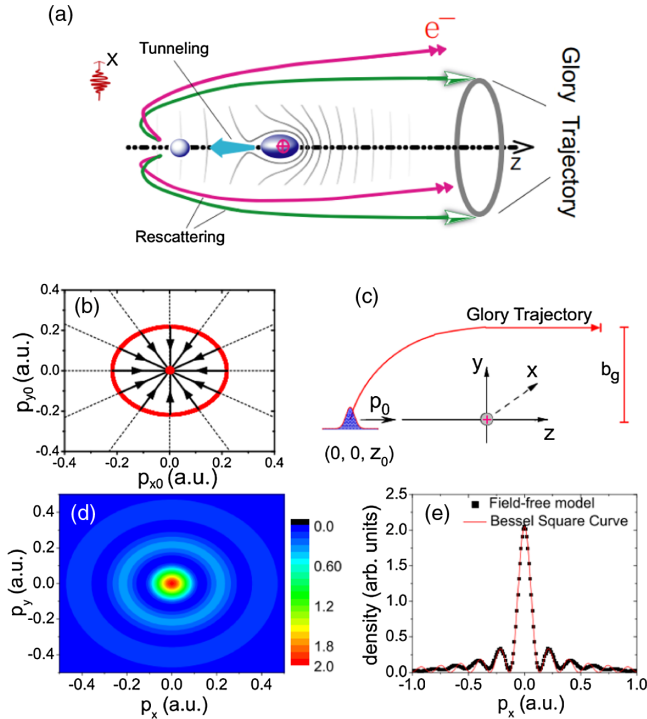 (a)
X
Tunneling
e⁻
Glory Trajectory
z
Rescattering
(b)
0.4
0.2
0.0
-0.2
-0.4
p_y0 (a.u.)
-0.4 -0.2 0.0 0.2 0.4
p_x0 (a.u.)
(c)
Glory Trajectory
y
x
b_g
p_0
z
(0, 0, z_0)
(d)
0.4
0.2
0.0
-0.2
-0.4
p_y (a.u.)
-0.4 -0.2 0.0 0.2 0.4
p_x (a.u.)
0.0
0.60
1.2
1.6
1.8
2.0
(e)
Field-free model
Bessel Square Curve
2.5
2.0
1.5
1.0
0.5
0.0
density (arb. units)
-1.0 -0.5 0.0 0.5 1.0
p_x (a.u.)